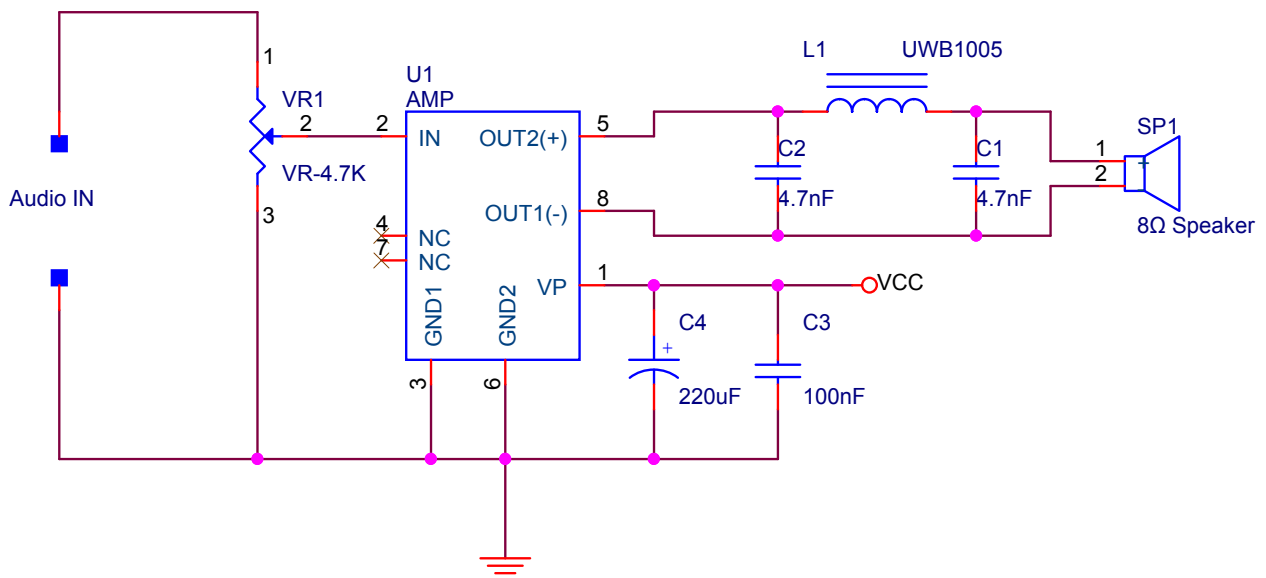 L1 UWB1005
1
U1
AMP
VR1
2
2
IN
OUT2(+)
5
C2
C1
SP1
1
2
+
-
VR-4.7K
4.7nF
4.7nF
Audio IN
3
OUT1(-)
8
8Ω Speaker
4
NC
7
NC
VP
1
VCC
GND1
GND2
C4
C3
+
3
6
220uF
100nF